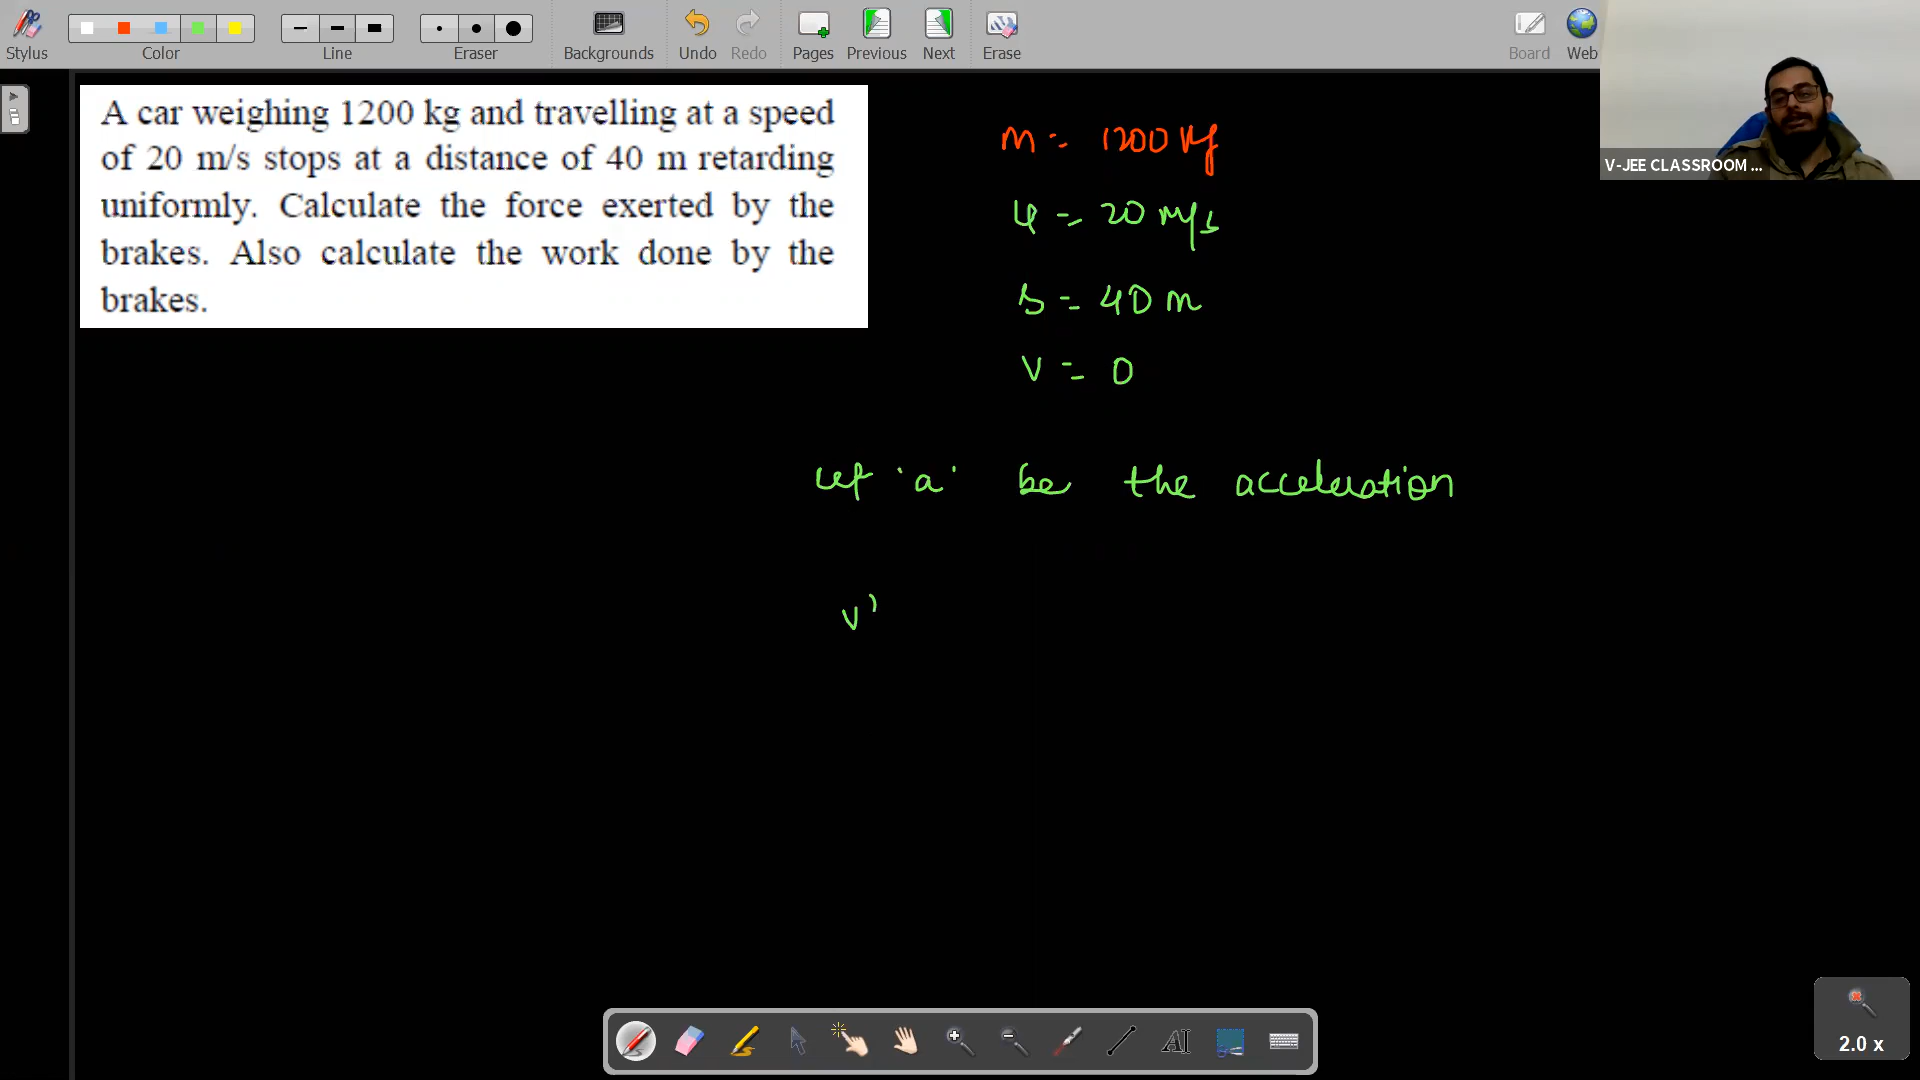 Stylus
Color
Line
Eraser
Backgrounds
Undo
Redo
Pages
Previous
Next
Erase
Board
Web
A car weighing 1200 kg and travelling at a speed
of 20 m/s stops at a distance of 40 m retarding
uniformly. Calculate the force exerted by the
brakes. Also calculate the work done by the
brakes.
m = 1200 Kg
u = 20 m/s
s = 40 m
v = 0
V-JEE CLASSROOM ...
let 'a' be the acceleration
v
2.0 x